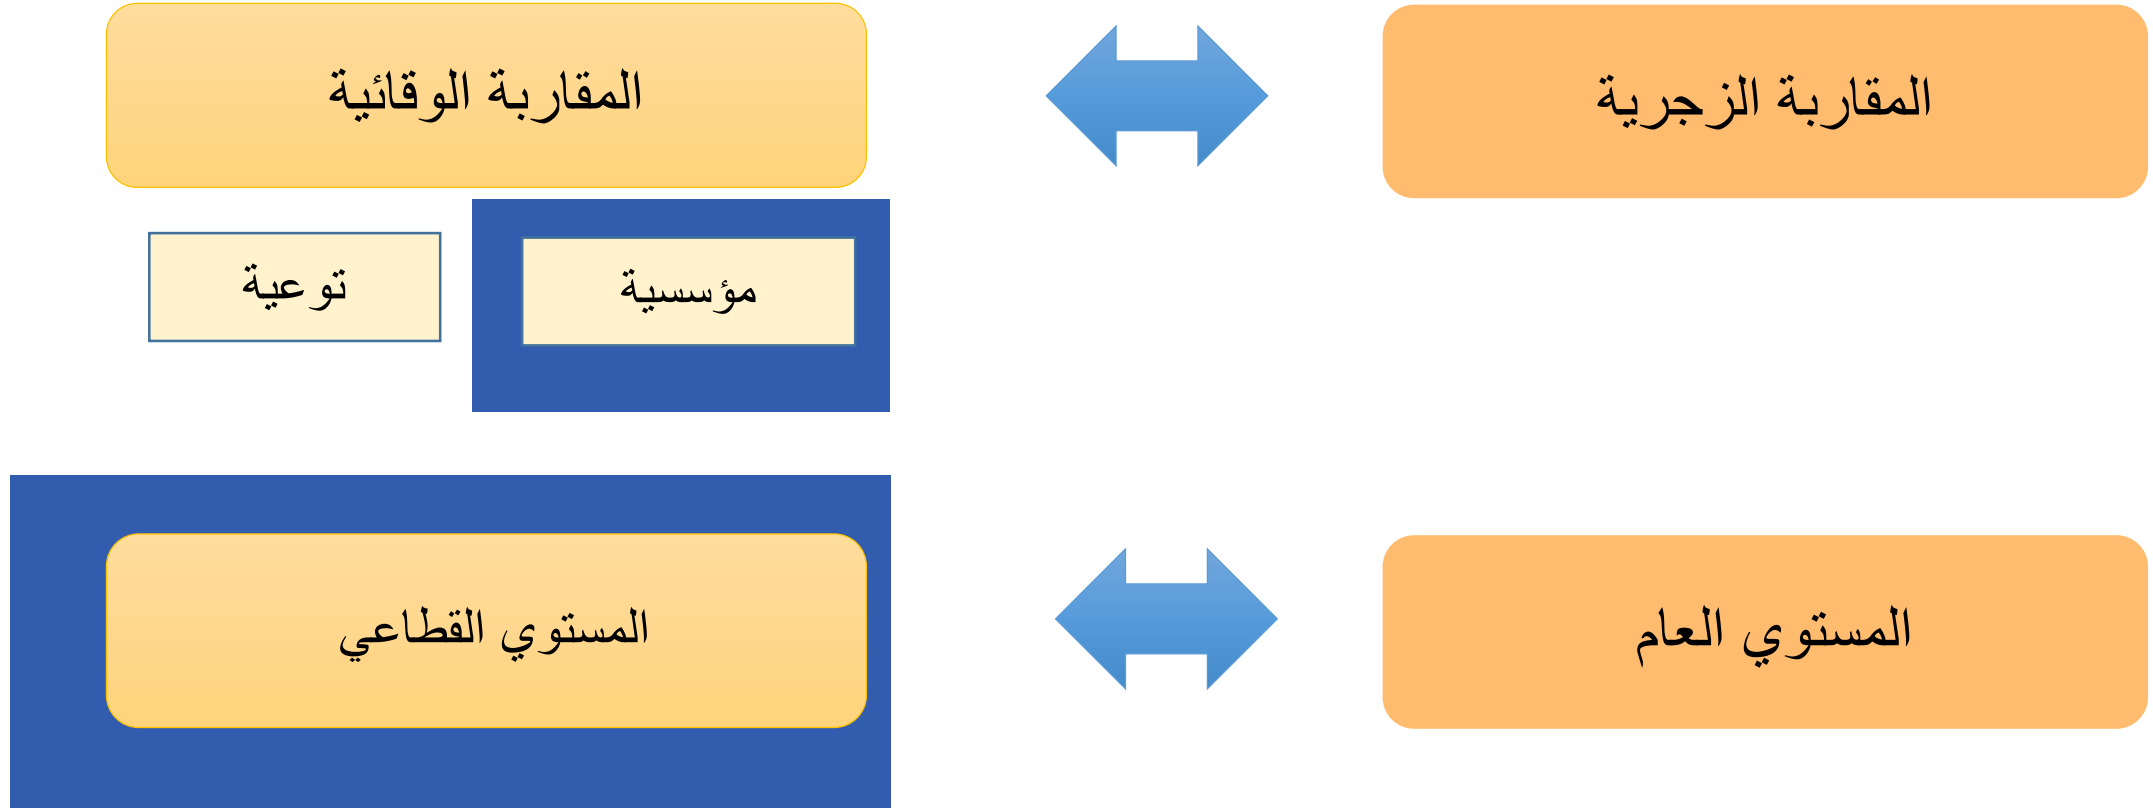 المقاربة الزجرية
المقاربة الوقائية
مؤسسية
توعية
المستوي العام
المستوي القطاعي